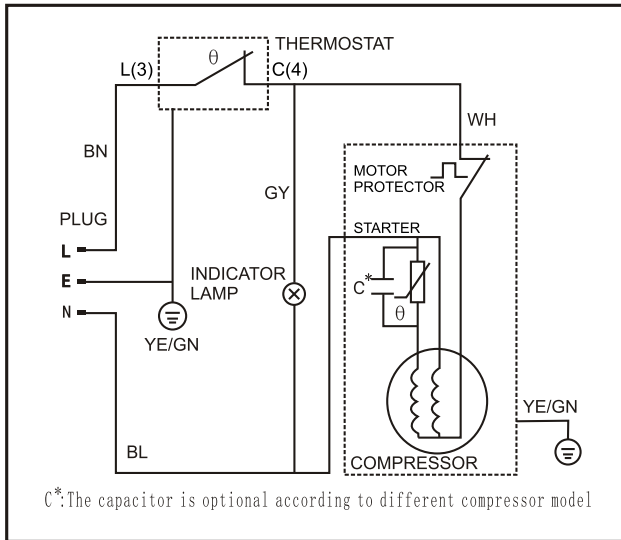 THERMOSTAT
L(3)
θ
C(4)
WH
BN
MOTOR
PROTECTOR
GY
PLUG
STARTER
L
E
INDICATOR
LAMP
C*
N
θ
YE/GN
YE/GN
BL
COMPRESSOR
C*:The capacitor is optional according to different compressor model